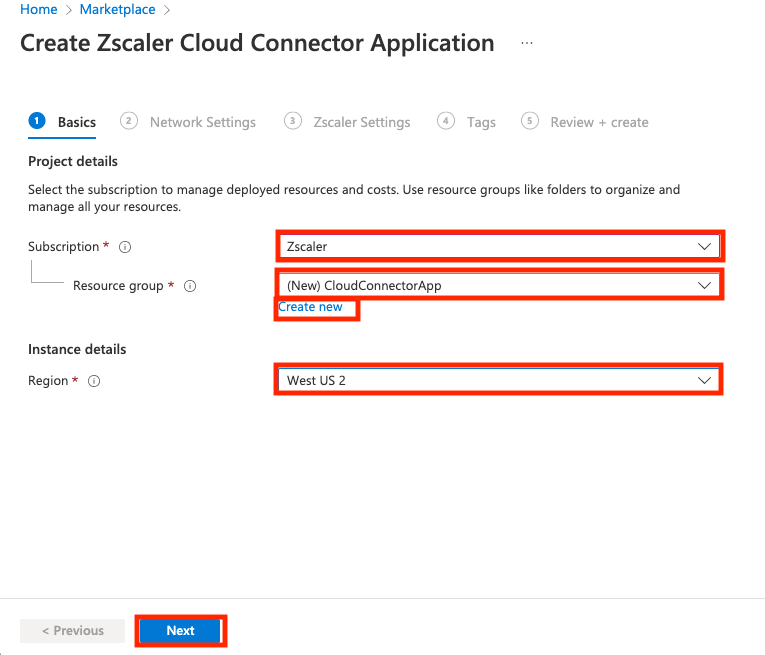 Home > Marketplace >
Create Zscaler Cloud Connector Application ...
1 Basics 2 Network Settings 3 Zscaler Settings 4 Tags 5 Review + create
Project details
Select the subscription to manage deployed resources and costs. Use resource groups like folders to organize and
manage all your resources.
Subscription * Zscaler
Resource group * (New) CloudConnectorApp
Create new
Instance details
Region * West US 2
< Previous Next